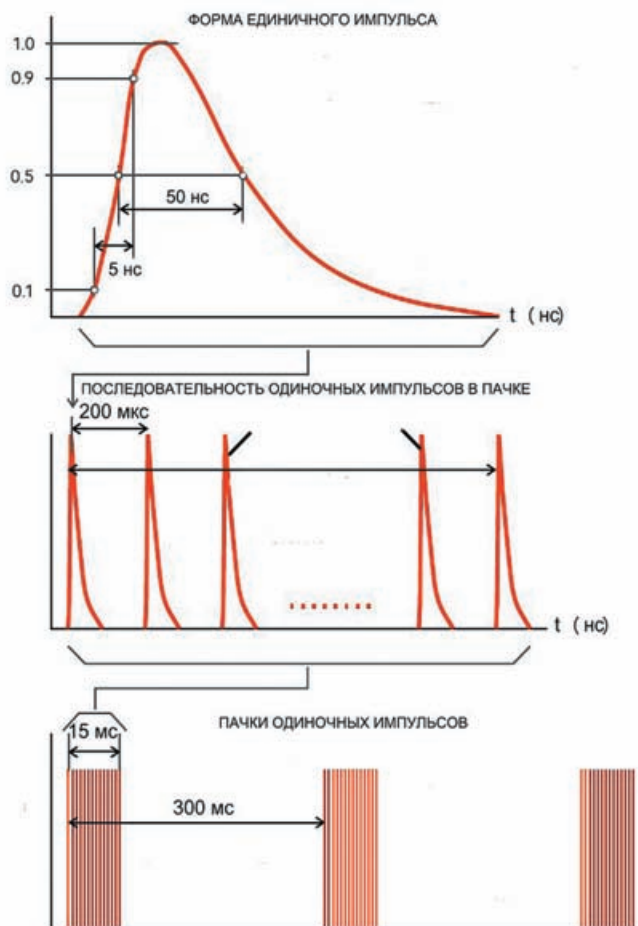 ФОРМА ЕДИНИЧНОГО ИМПУЛЬСА
1.0
0.9
0.5
50 нс
5 нс
0.1
t ( нс)
ПОСЛЕДОВАТЕЛЬНОСТЬ ОДИНОЧНЫХ ИМПУЛЬСОВ В ПАЧКЕ
200 мкс
t ( нс)
ПАЧКИ ОДИНОЧНЫХ ИМПУЛЬСОВ
15 мс
300 мс